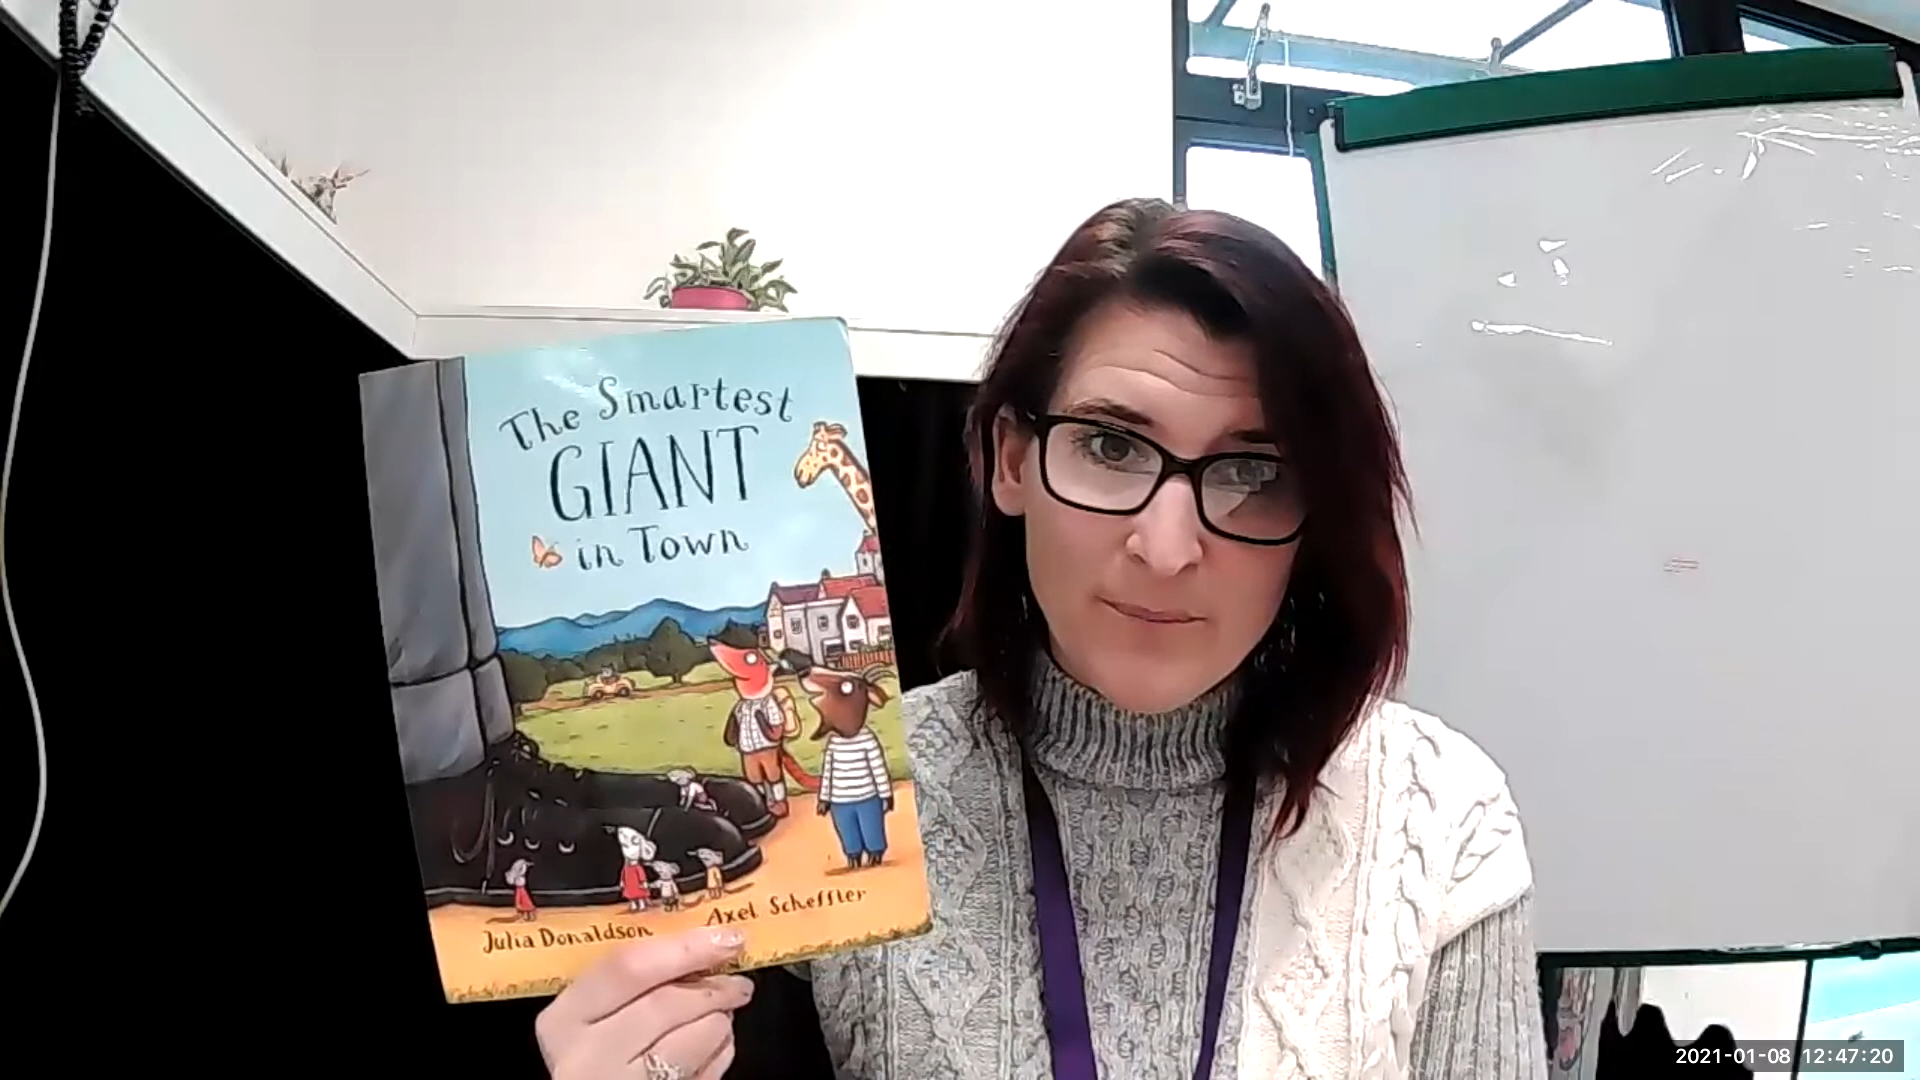 The Smartest
GIANT
in Town
Julia Donaldson
Axel Scheffler
2021-01-08 12:47:20